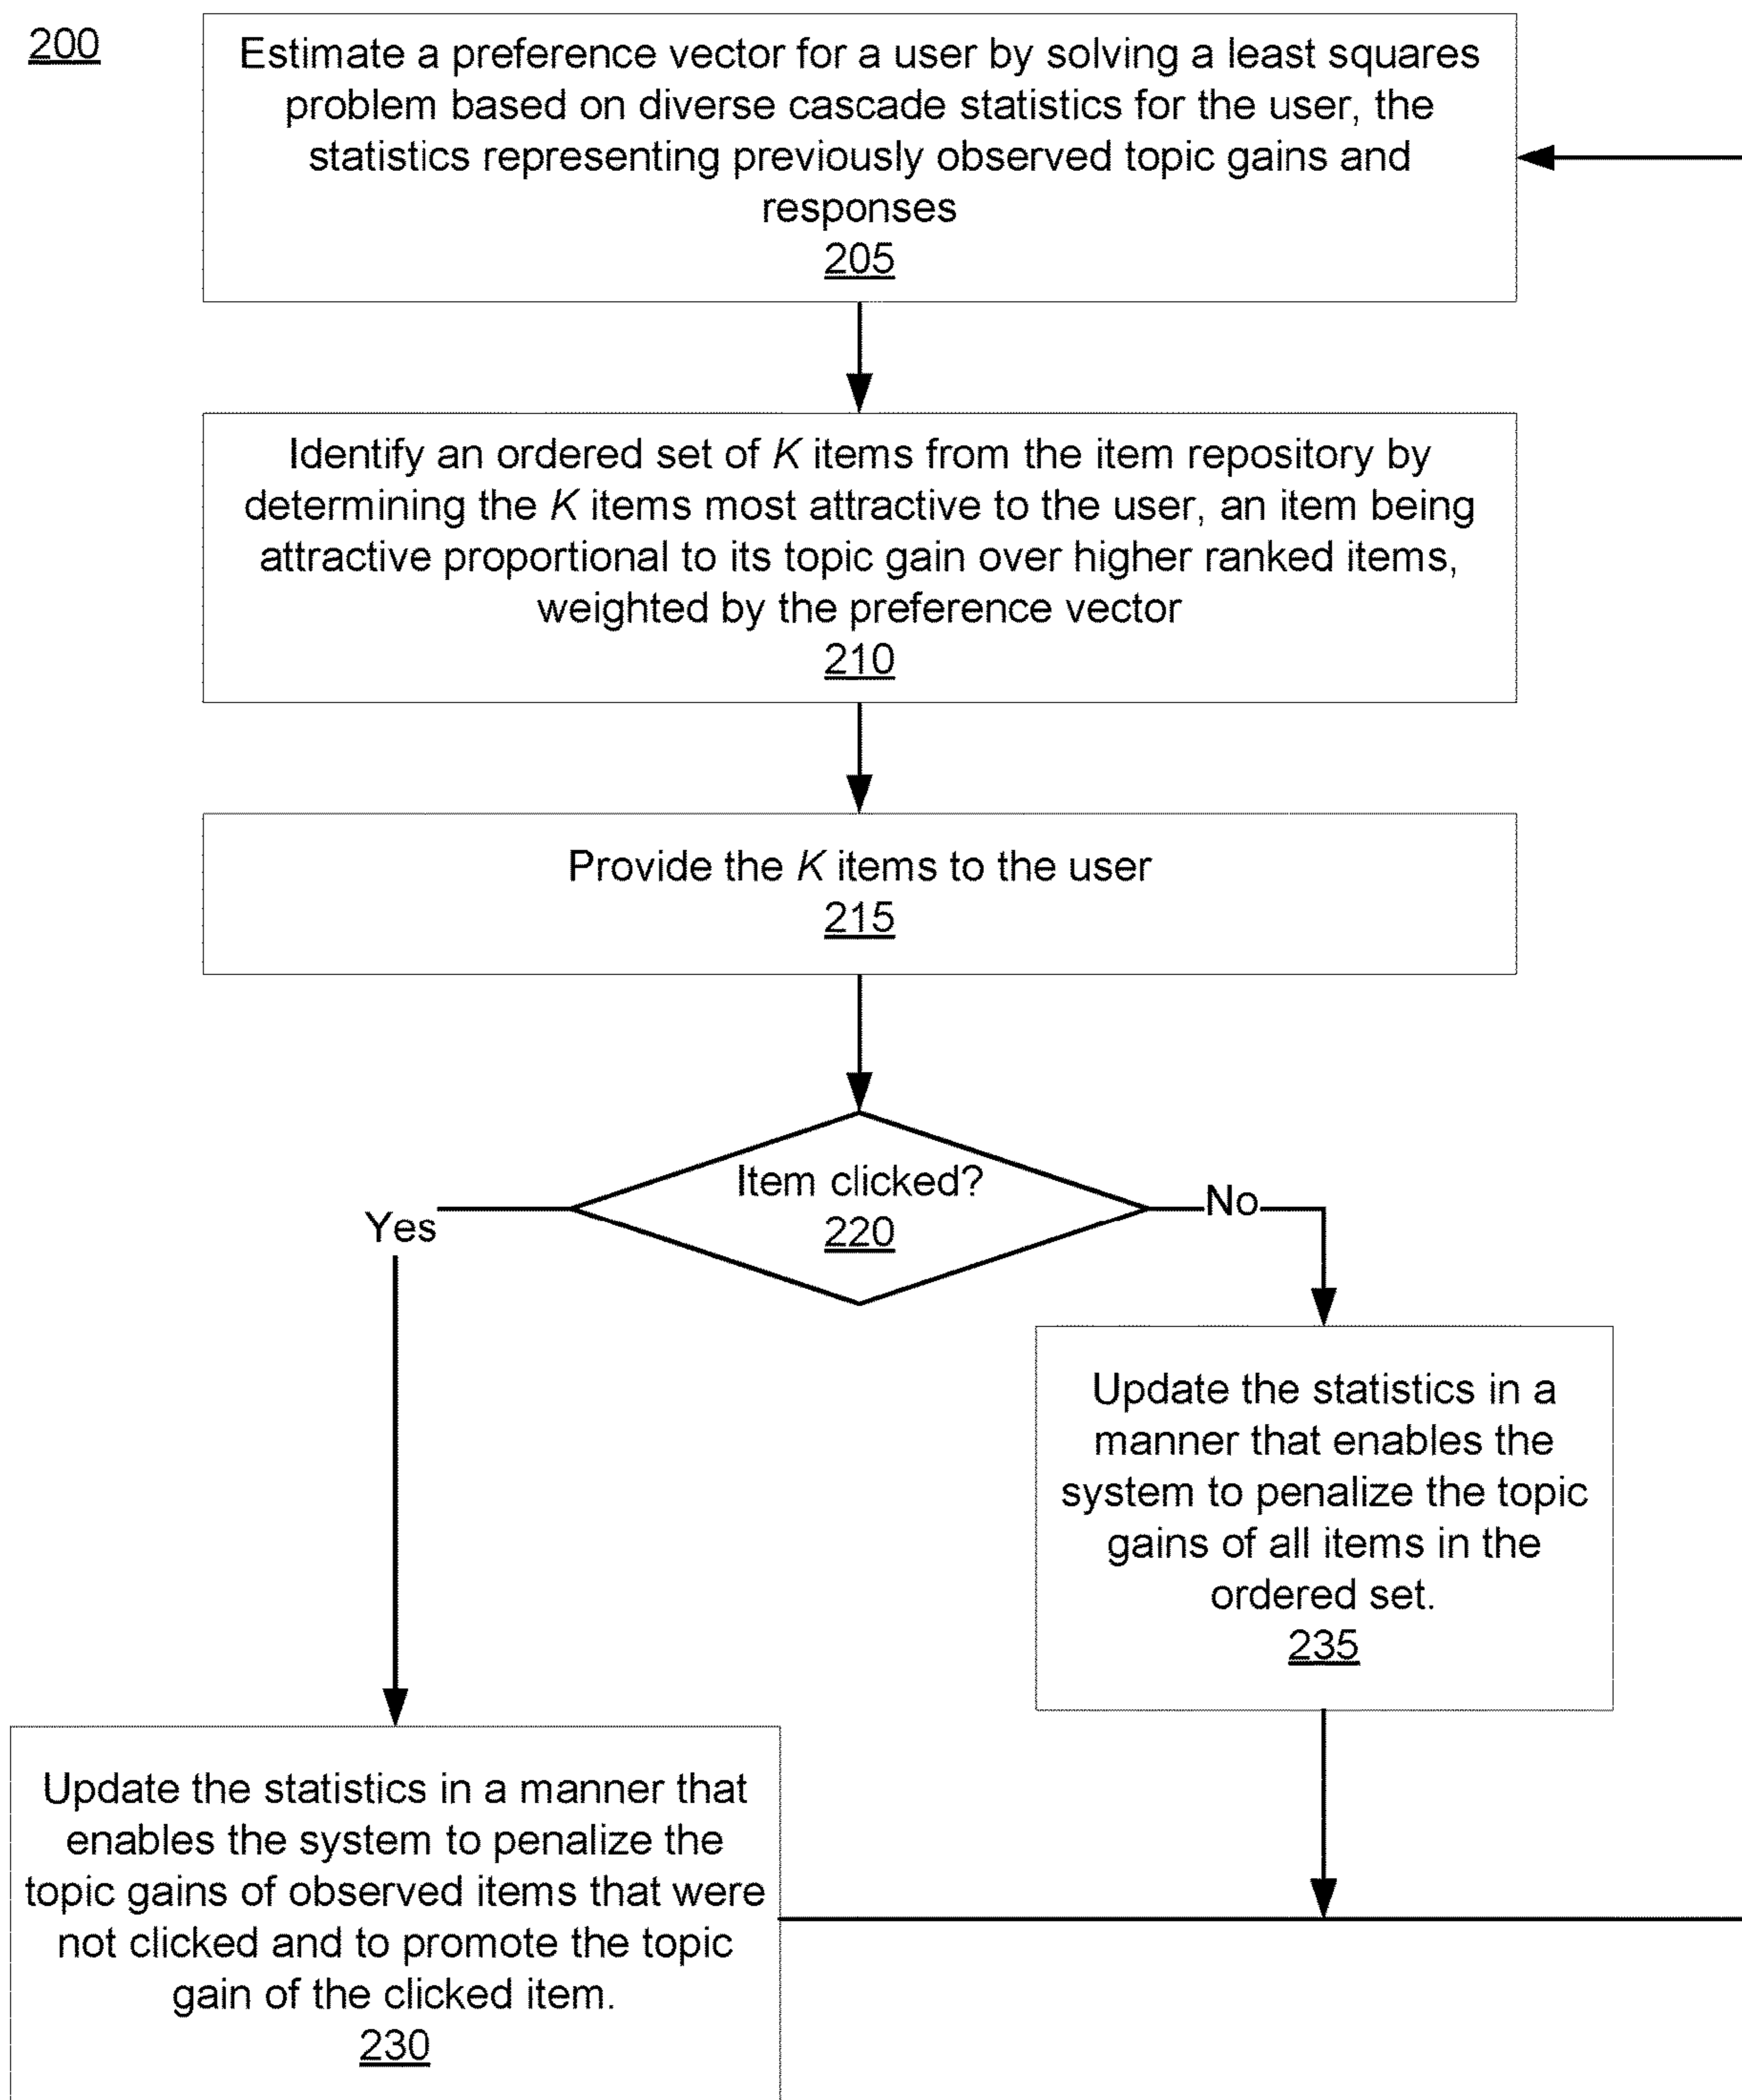 200
Estimate a preference vector for a user by solving a least squares
problem based on diverse cascade statistics for the user, the
statistics representing previously observed topic gains and
responses
205
Identify an ordered set of K items from the item repository by
determining the K items most attractive to the user, an item being
attractive proportional to its topic gain over higher ranked items,
weighted by the preference vector
210
Provide the K items to the user
215
Item clicked?
220
Yes
No
Update the statistics in a
manner that enables the
system to penalize the topic
gains of all items in the
ordered set.
235
Update the statistics in a manner that
enables the system to penalize the
topic gains of observed items that were
not clicked and to promote the topic
gain of the clicked item.
230